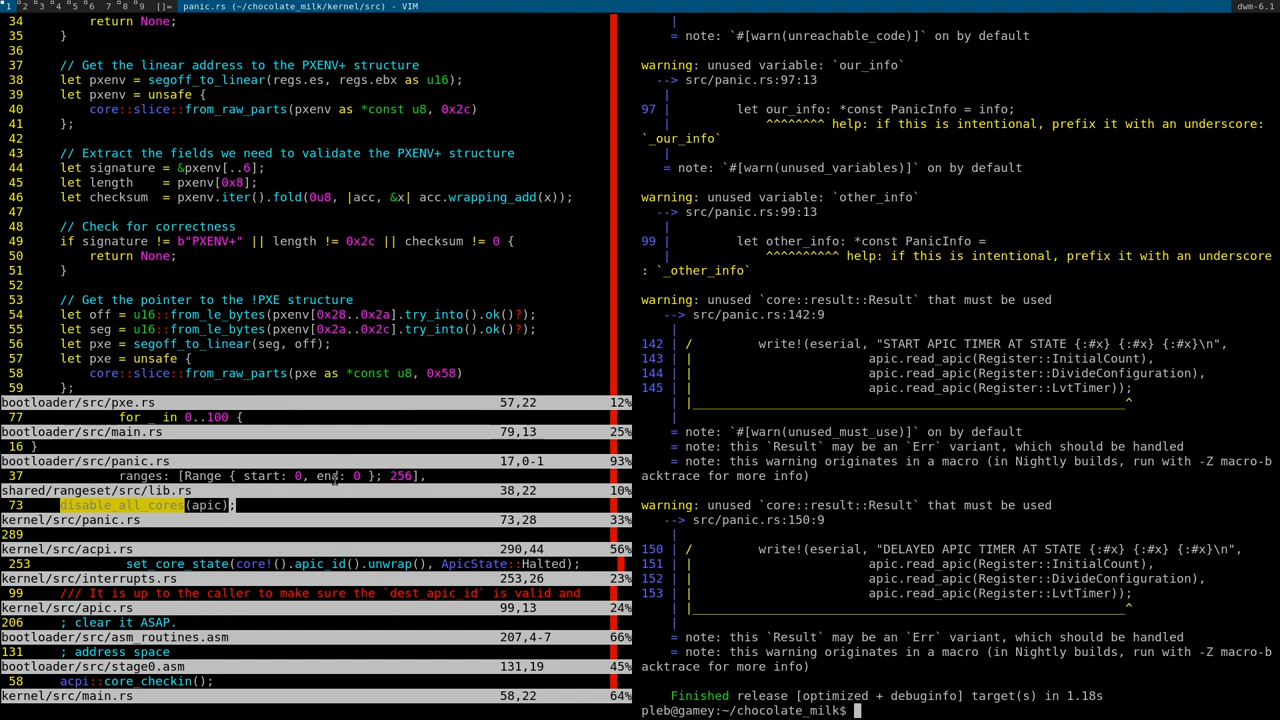 1 2 3 4 5 6 7 8 9 []= panic.rs (~/chocolate_milk/kernel/src) - VIM dwm-6.1
34         return None;
35     }
36
37     // Get the linear address to the PXENV+ structure
38     let pxenv = segoff_to_linear(regs.es, regs.ebx as u16);
39     let pxenv = unsafe {
40         core::slice::from_raw_parts(pxenv as *const u8, 0x2c)
41     };
42
43     // Extract the fields we need to validate the PXENV+ structure
44     let signature = &pxenv[..6];
45     let length    = pxenv[0x8];
46     let checksum  = pxenv.iter().fold(0u8, |acc, &x| acc.wrapping_add(x));
47
48     // Check for correctness
49     if signature != b"PXENV+" || length != 0x2c || checksum != 0 {
50         return None;
51     }
52
53     // Get the pointer to the !PXE structure
54     let off = u16::from_le_bytes(pxenv[0x28..0x2a].try_into().ok()?);
55     let seg = u16::from_le_bytes(pxenv[0x2a..0x2c].try_into().ok()?);
56     let pxe = segoff_to_linear(seg, off);
57     let pxe = unsafe {
58         core::slice::from_raw_parts(pxe as *const u8, 0x58)
59     };
bootloader/src/pxe.rs 57,22 12%
77             for _ in 0..100 {
bootloader/src/main.rs 79,13 25%
16 }
bootloader/src/panic.rs 17,0-1 93%
37             ranges: [Range { start: 0, end: 0 }; 256],
shared/rangeset/src/lib.rs 38,22 10%
73     disable_all_cores(apic);
kernel/src/panic.rs 73,28 33%
289
kernel/src/acpi.rs 290,44 56%
253             set_core_state(core!().apic_id().unwrap(), ApicState::Halted);
kernel/src/interrupts.rs 253,26 23%
99     /// It is up to the caller to make sure the `dest_apic_id` is valid and
kernel/src/apic.rs 99,13 24%
206     ; clear it ASAP.
bootloader/src/asm_routines.asm 207,4-7 66%
131     ; address space
bootloader/src/stage0.asm 131,19 45%
58     acpi::core_checkin();
kernel/src/main.rs 58,22 64%
    |
    = note: `#[warn(unreachable_code)]` on by default

warning: unused variable: `our_info`
  --> src/panic.rs:97:13
   |
97 |         let our_info: *const PanicInfo = info;
   |             ^^^^^^^^ help: if this is intentional, prefix it with an underscore:
`_our_info`
   |
   = note: `#[warn(unused_variables)]` on by default

warning: unused variable: `other_info`
  --> src/panic.rs:99:13
   |
99 |         let other_info: *const PanicInfo =
   |             ^^^^^^^^^^ help: if this is intentional, prefix it with an underscore
: `_other_info`

warning: unused `core::result::Result` that must be used
   --> src/panic.rs:142:9
    |
142 | /         write!(eserial, "START APIC TIMER AT STATE {:#x} {:#x} {:#x}\n",
143 | |                        apic.read_apic(Register::InitialCount),
144 | |                        apic.read_apic(Register::DivideConfiguration),
145 | |                        apic.read_apic(Register::LvtTimer));
    | |___________________________________________________________^
    |
    = note: `#[warn(unused_must_use)]` on by default
    = note: this `Result` may be an `Err` variant, which should be handled
    = note: this warning originates in a macro (in Nightly builds, run with -Z macro-b
acktrace for more info)

warning: unused `core::result::Result` that must be used
   --> src/panic.rs:150:9
    |
150 | /         write!(eserial, "DELAYED APIC TIMER AT STATE {:#x} {:#x} {:#x}\n",
151 | |                        apic.read_apic(Register::InitialCount),
152 | |                        apic.read_apic(Register::DivideConfiguration),
153 | |                        apic.read_apic(Register::LvtTimer));
    | |___________________________________________________________^
    |
    = note: this `Result` may be an `Err` variant, which should be handled
    = note: this warning originates in a macro (in Nightly builds, run with -Z macro-b
acktrace for more info)

    Finished release [optimized + debuginfo] target(s) in 1.18s
pleb@gamey:~/chocolate_milk$